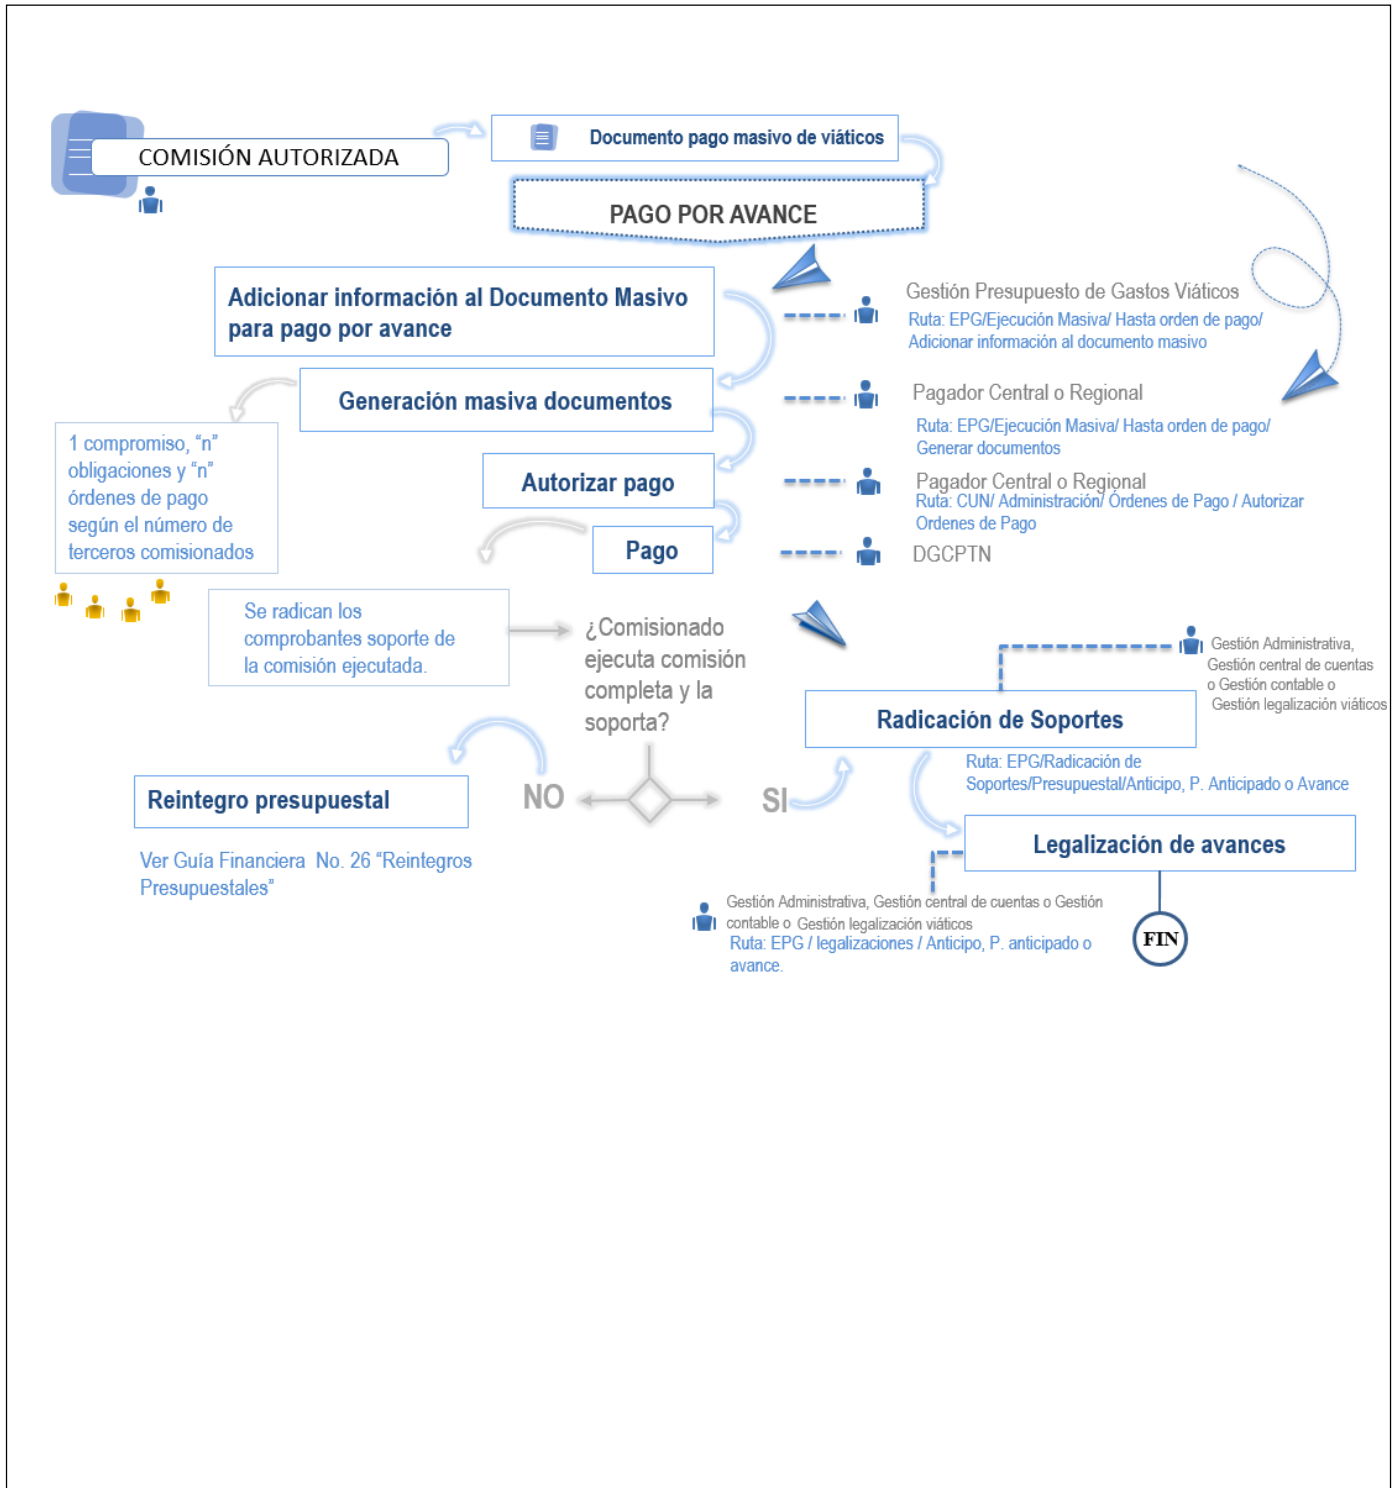 COMISIÓN AUTORIZADA
Documento pago masivo de viáticos
PAGO POR AVANCE
Adicionar información al Documento Masivo
para pago por avance
Gestión Presupuesto de Gastos Viáticos
Ruta: EPG/Ejecución Masiva/ Hasta orden de pago/
Adicionar información al documento masivo
Generación masiva documentos
Pagador Central o Regional
Ruta: EPG/Ejecución Masiva/ Hasta orden de pago/
Generar documentos
1 compromiso, “n”
obligaciones y “n”
órdenes de pago
según el número de
terceros comisionados
Autorizar pago
Pagador Central o Regional
Ruta: CUN/ Administración/ Órdenes de Pago / Autorizar
Ordenes de Pago
Pago
DGCPTN
Se radican los
comprobantes soporte de
la comisión ejecutada.
¿Comisionado
ejecuta comisión
completa y la
soporta?
Gestión Administrativa,
Gestión central de cuentas
o Gestión contable o
Gestión legalización viáticos
Radicación de Soportes
Ruta: EPG/Radicación de
Soportes/Presupuestal/Anticipo, P. Anticipado o Avance
NO
SI
Reintegro presupuestal
Ver Guía Financiera No. 26 “Reintegros
Presupuestales”
Legalización de avances
Gestión Administrativa, Gestión central de cuentas o Gestión
contable o Gestión legalización viáticos
Ruta: EPG / legalizaciones / Anticipo, P. anticipado o
avance.
FIN